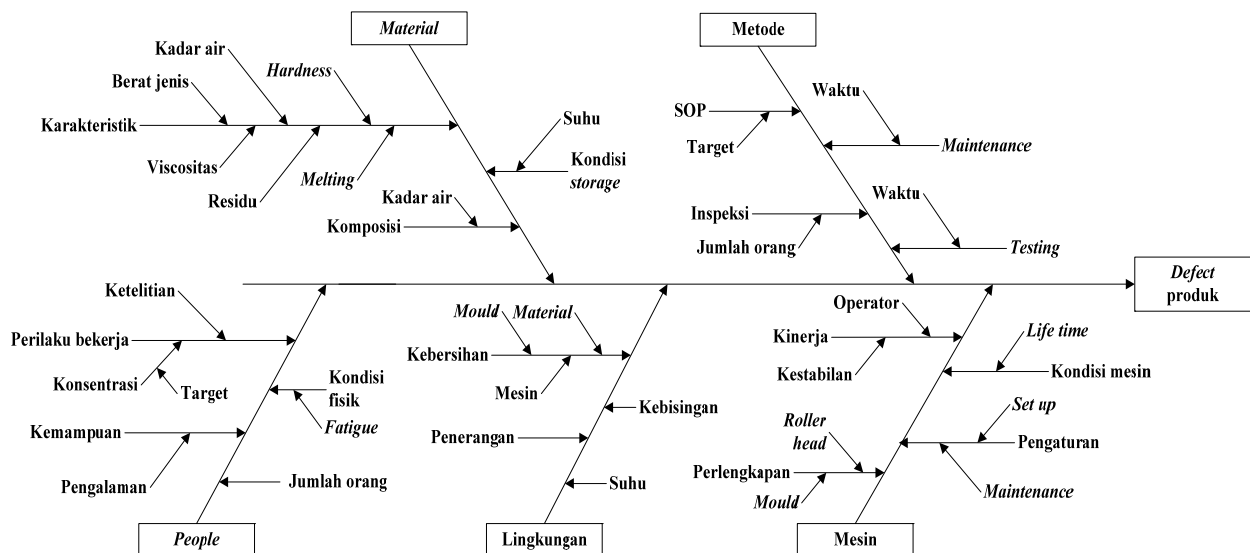 Material
Metode
Kadar air
Hardness
Berat jenis
Karakteristik
Viscositas
Residu
Melting
Suhu
Kondisi
storage
Kadar air
Komposisi
Waktu
SOP
Target
Maintenance
Waktu
Inspeksi
Jumlah orang
Testing
Defect
produk
Ketelitian
Perilaku bekerja
Konsentrasi
Target
Kondisi
fisik
Fatigue
Kemampuan
Pengalaman
Jumlah orang
People
Mould
Material
Kebersihan
Mesin
Kebisingan
Penerangan
Suhu
Lingkungan
Operator
Kinerja
Kestabilan
Life time
Kondisi mesin
Set up
Pengaturan
Maintenance
Roller
head
Perlengkapan
Mould
Mesin